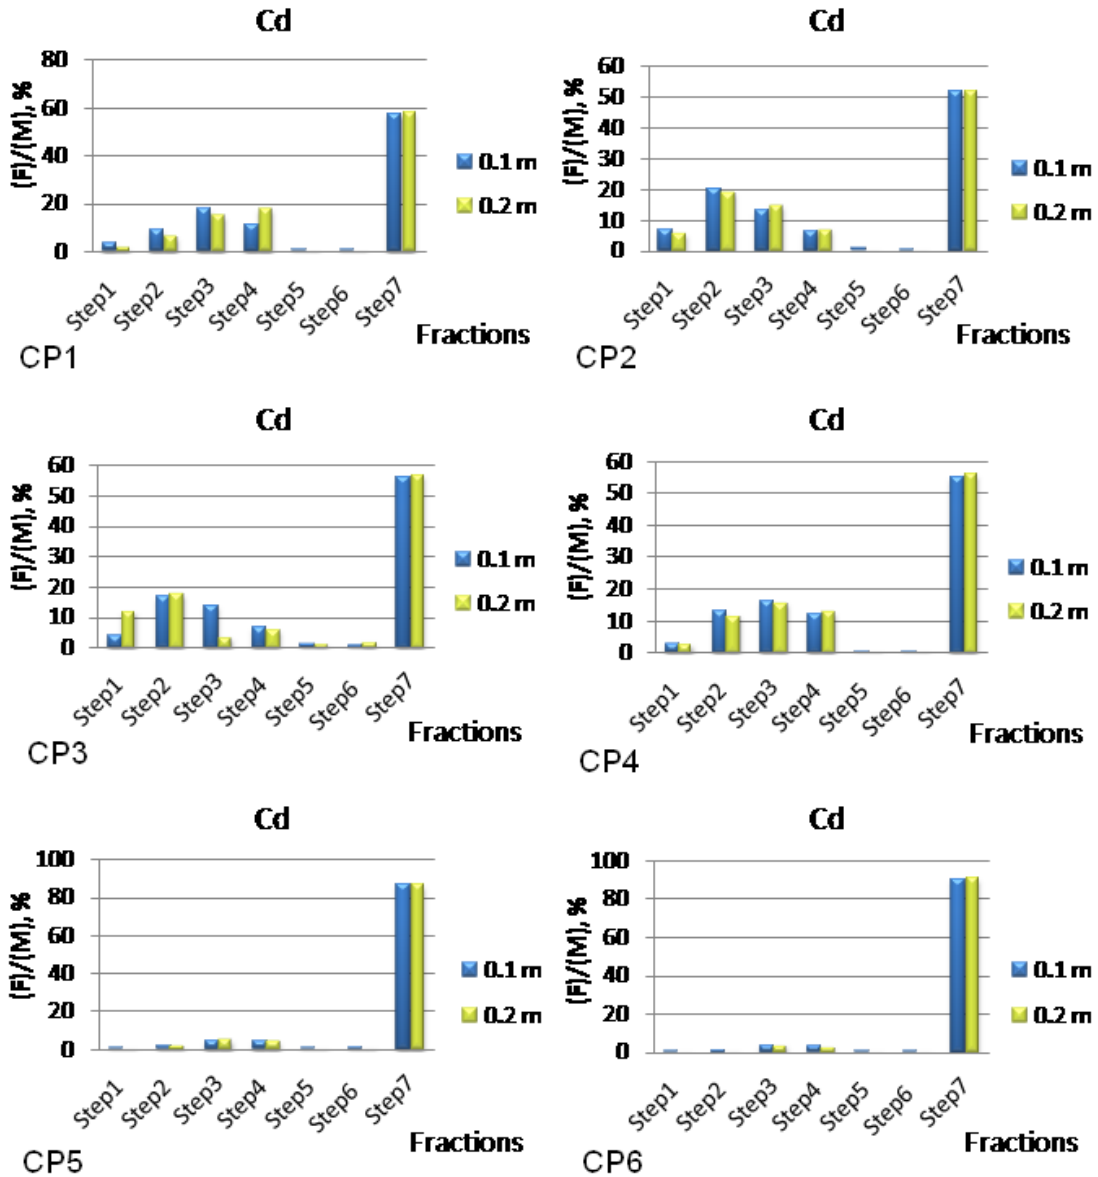 Cd
(F)/(M), %
80
60
40
20
0
Step1 Step2 Step3 Step4 Step5 Step6 Step7
Fractions
0.1 m
0.2 m
CP1
Cd
(F)/(M), %
60
50
40
30
20
10
0
Step1 Step2 Step3 Step4 Step5 Step6 Step7
Fractions
0.1 m
0.2 m
CP2
Cd
(F)/(M), %
60
50
40
30
20
10
0
Step1 Step2 Step3 Step4 Step5 Step6 Step7
Fractions
0.1 m
0.2 m
CP3
Cd
(F)/(M), %
60
50
40
30
20
10
0
Step1 Step2 Step3 Step4 Step5 Step6 Step7
Fractions
0.1 m
0.2 m
CP4
Cd
(F)/(M), %
100
80
60
40
20
0
Step1 Step2 Step3 Step4 Step5 Step6 Step7
Fractions
0.1 m
0.2 m
CP5
Cd
(F)/(M), %
100
80
60
40
20
0
Step1 Step2 Step3 Step4 Step5 Step6 Step7
Fractions
0.1 m
0.2 m
CP6